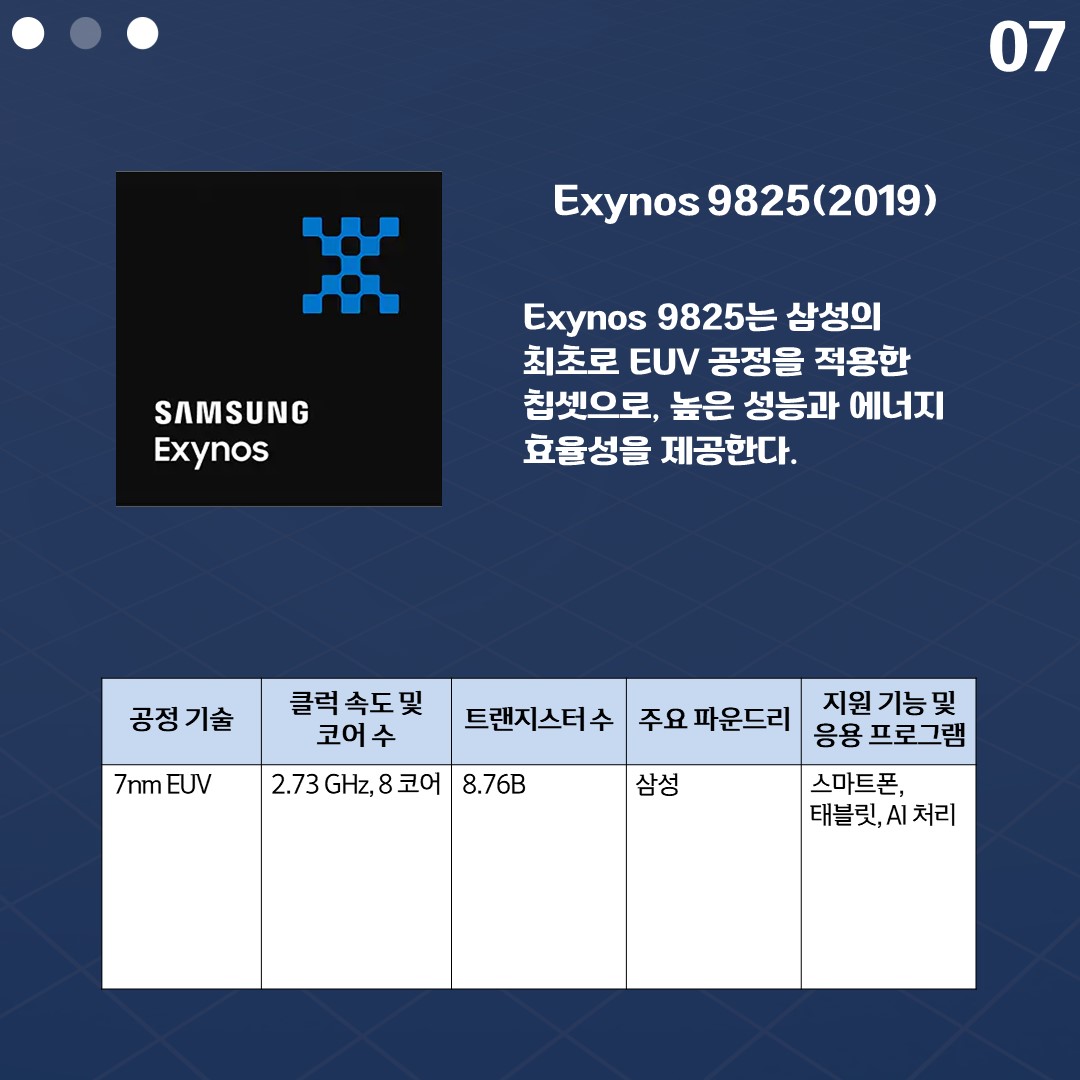 07
SAMSUNG
Exynos
Exynos 9825(2019)
Exynos 9825는 삼성의
최초로 EUV 공정을 적용한
칩셋으로, 높은 성능과 에너지
효율성을 제공한다.
공정 기술
클럭 속도 및
코어 수
트랜지스터 수
주요 파운드리
지원 기능 및
응용 프로그램
7nm EUV
2.73 GHz, 8 코어
8.76B
삼성
스마트폰,
태블릿, AI 처리